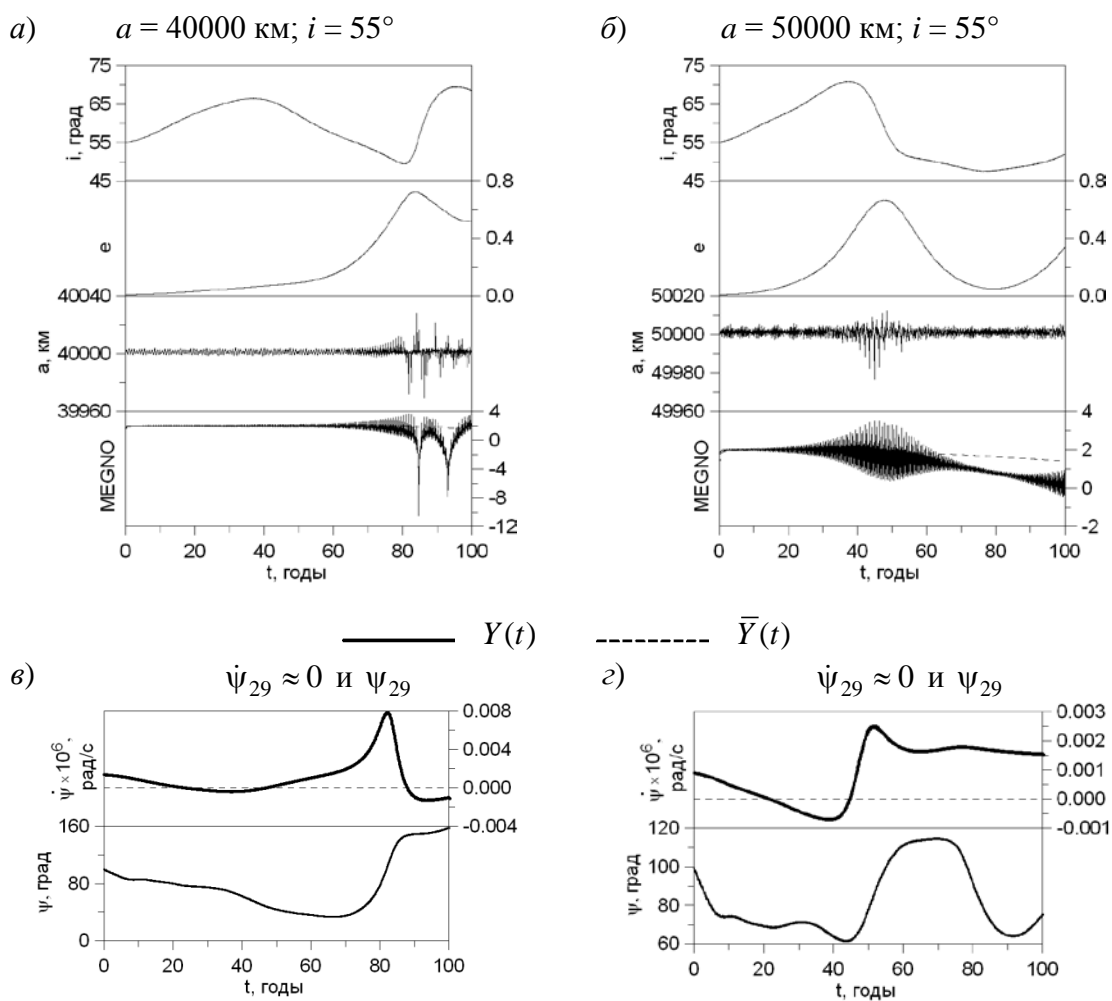 а) a = 40000 км; i = 55° б) a = 50000 км; i = 55°
75
65
55
45
i, град
0.8
0.4
0.0
e
40040
40000
39960
a, км
4
0
-4
-8
-12
MEGNO
0 20 40 60 80 100
t, годы
75
65
55
45
i, град
0.8
0.4
0.0
e
50020
50000
49980
49960
a, км
4
2
0
-2
MEGNO
0 20 40 60 80 100
t, годы
Y(t) Ȳ(t)
в) ψ̇₂₉ ≈ 0 и ψ₂₉ г) ψ̇₂₉ ≈ 0 и ψ₂₉
0.008
0.004
0.000
-0.004
ψ̇ × 10⁶, рад/с
160
80
0
ψ, град
0 20 40 60 80 100
t, годы
0.003
0.002
0.001
0.000
-0.001
ψ̇ × 10⁶, рад/с
120
100
80
60
ψ, град
0 20 40 60 80 100
t, годы